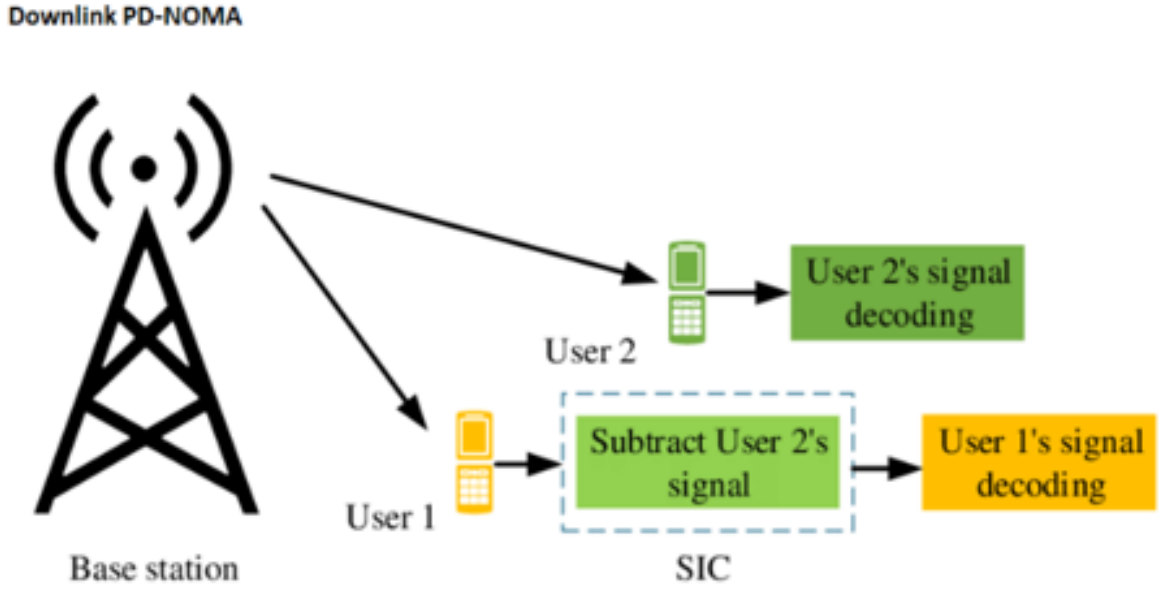 Downlink PD-NOMA
User 2's signal
decoding
User 2
Subtract User 2's
signal
User 1's signal
decoding
User 1
Base station
SIC